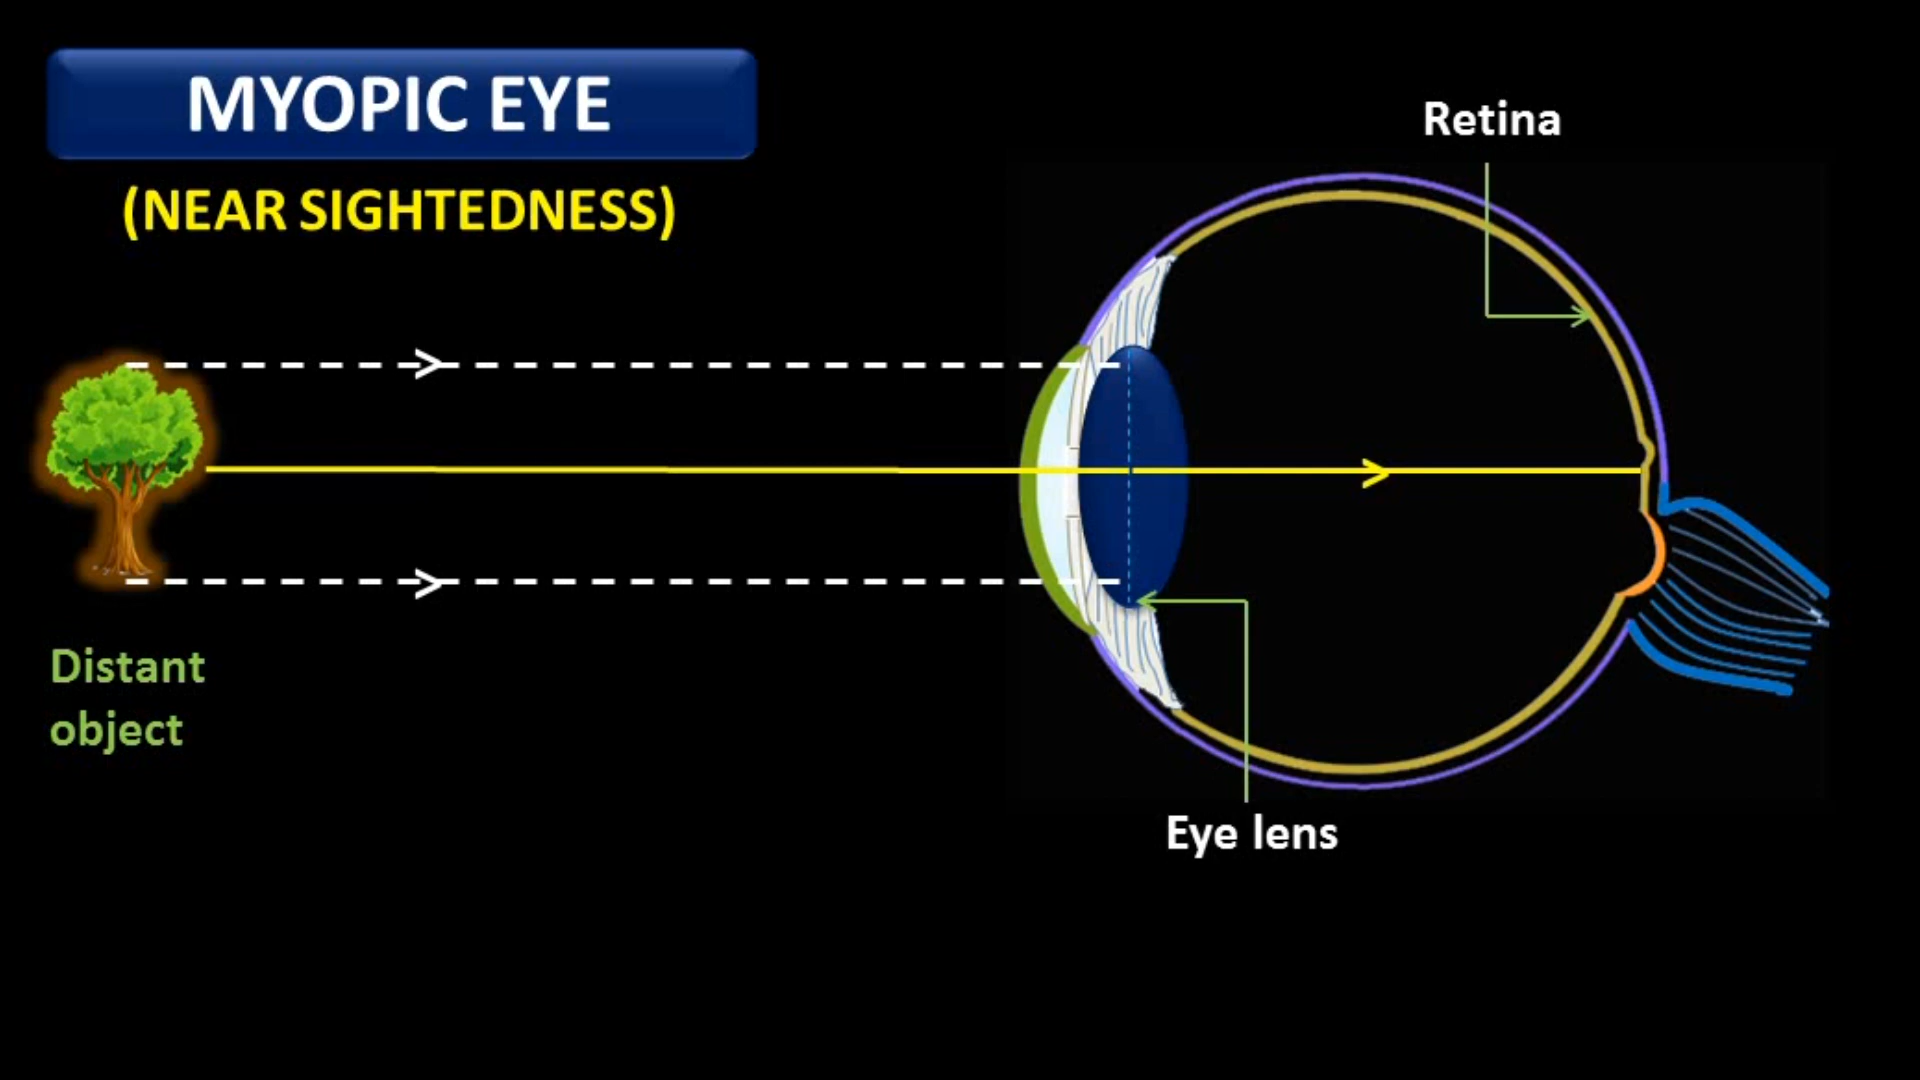 MYOPIC EYE
(NEAR SIGHTEDNESS)
Retina
Distant
object
Eye lens